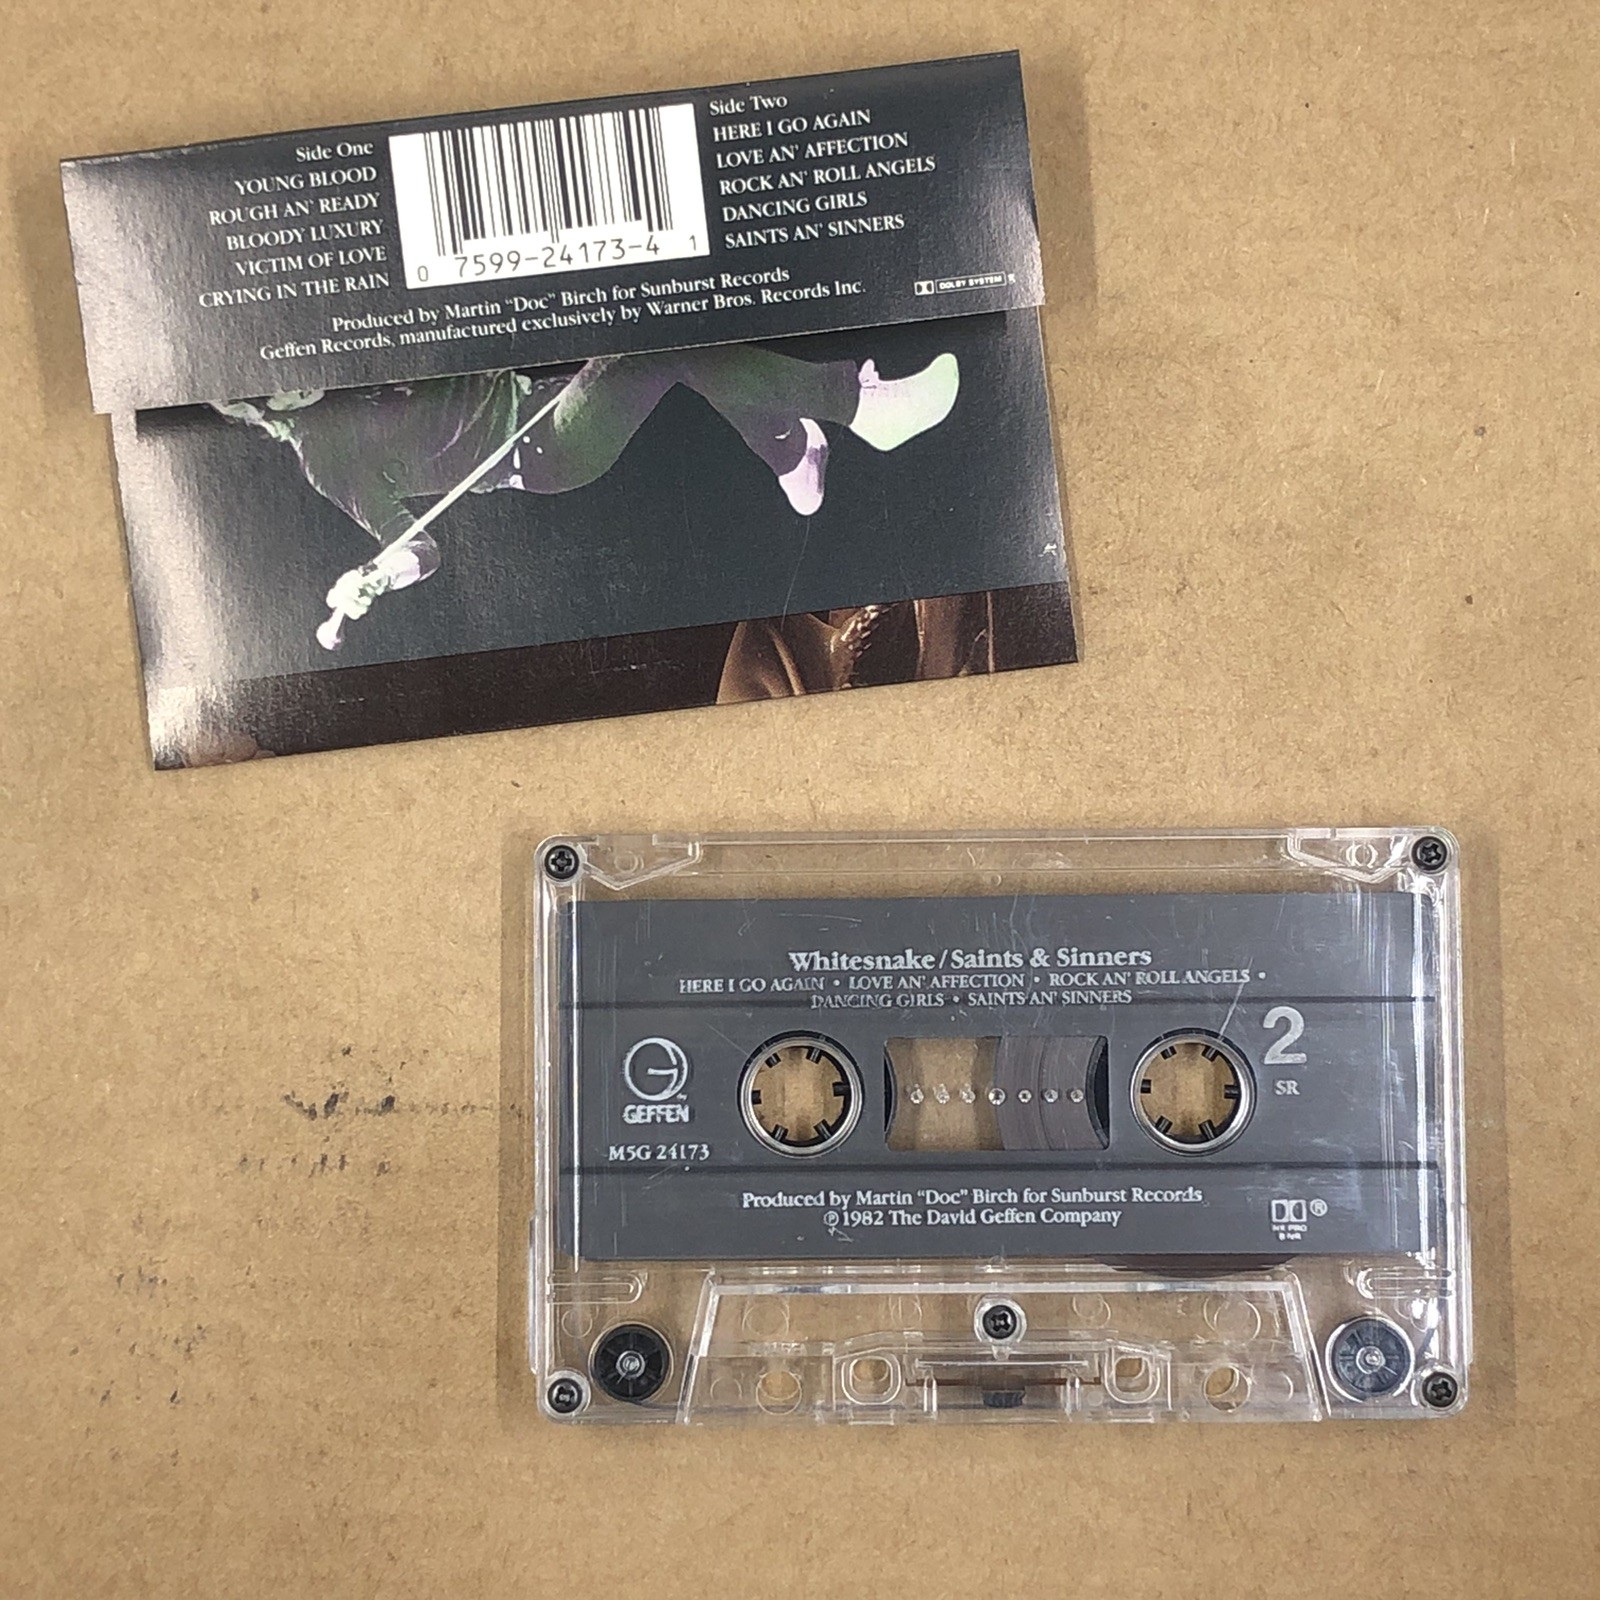 Side One
YOUNG BLOOD
ROUGH AN' READY
BLOODY LUXURY
VICTIM OF LOVE
CRYING IN THE RAIN
0 7599-24173-4 1
Side Two
HERE I GO AGAIN
LOVE AN' AFFECTION
ROCK AN' ROLL ANGELS
DANCING GIRLS
SAINTS AN' SINNERS
Produced by Martin "Doc" Birch for Sunburst Records
Geffen Records, manufactured exclusively by Warner Bros. Records Inc.
DOLBY SYSTEM R
Whitesnake/Saints & Sinners
HERE I GO AGAIN • LOVE AN' AFFECTION • ROCK AN' ROLL ANGELS •
DANCING GIRLS • SAINTS AN' SINNERS
2
SR
GEFFEN
M5G 24173
Produced by Martin "Doc" Birch for Sunburst Records
℗1982 The David Geffen Company
®
HX PRO
B NR